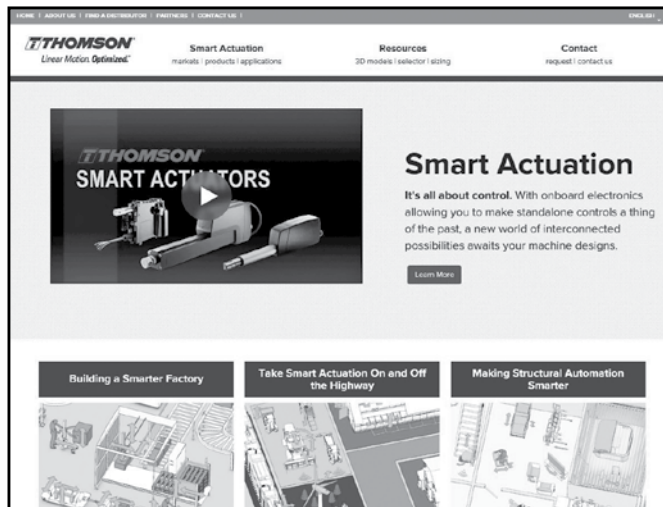 HOME | ABOUT US | FIND A DISTRIBUTOR | PARTNERS | CONTACT US |
ENGLISH
THOMSON
Linear Motion. Optimized.™
Smart Actuation
markets | products | applications
Resources
3D models | selector | sizing
Contact
request | contact us
THOMSON
SMART ACTUATORS
Smart Actuation
It's all about control. With onboard electronics
allowing you to make standalone controls a thing
of the past, a new world of interconnected
possibilities awaits your machine designs.
Learn More
Building a Smarter Factory
Take Smart Actuation On and Off
the Highway
Making Structural Automation
Smarter